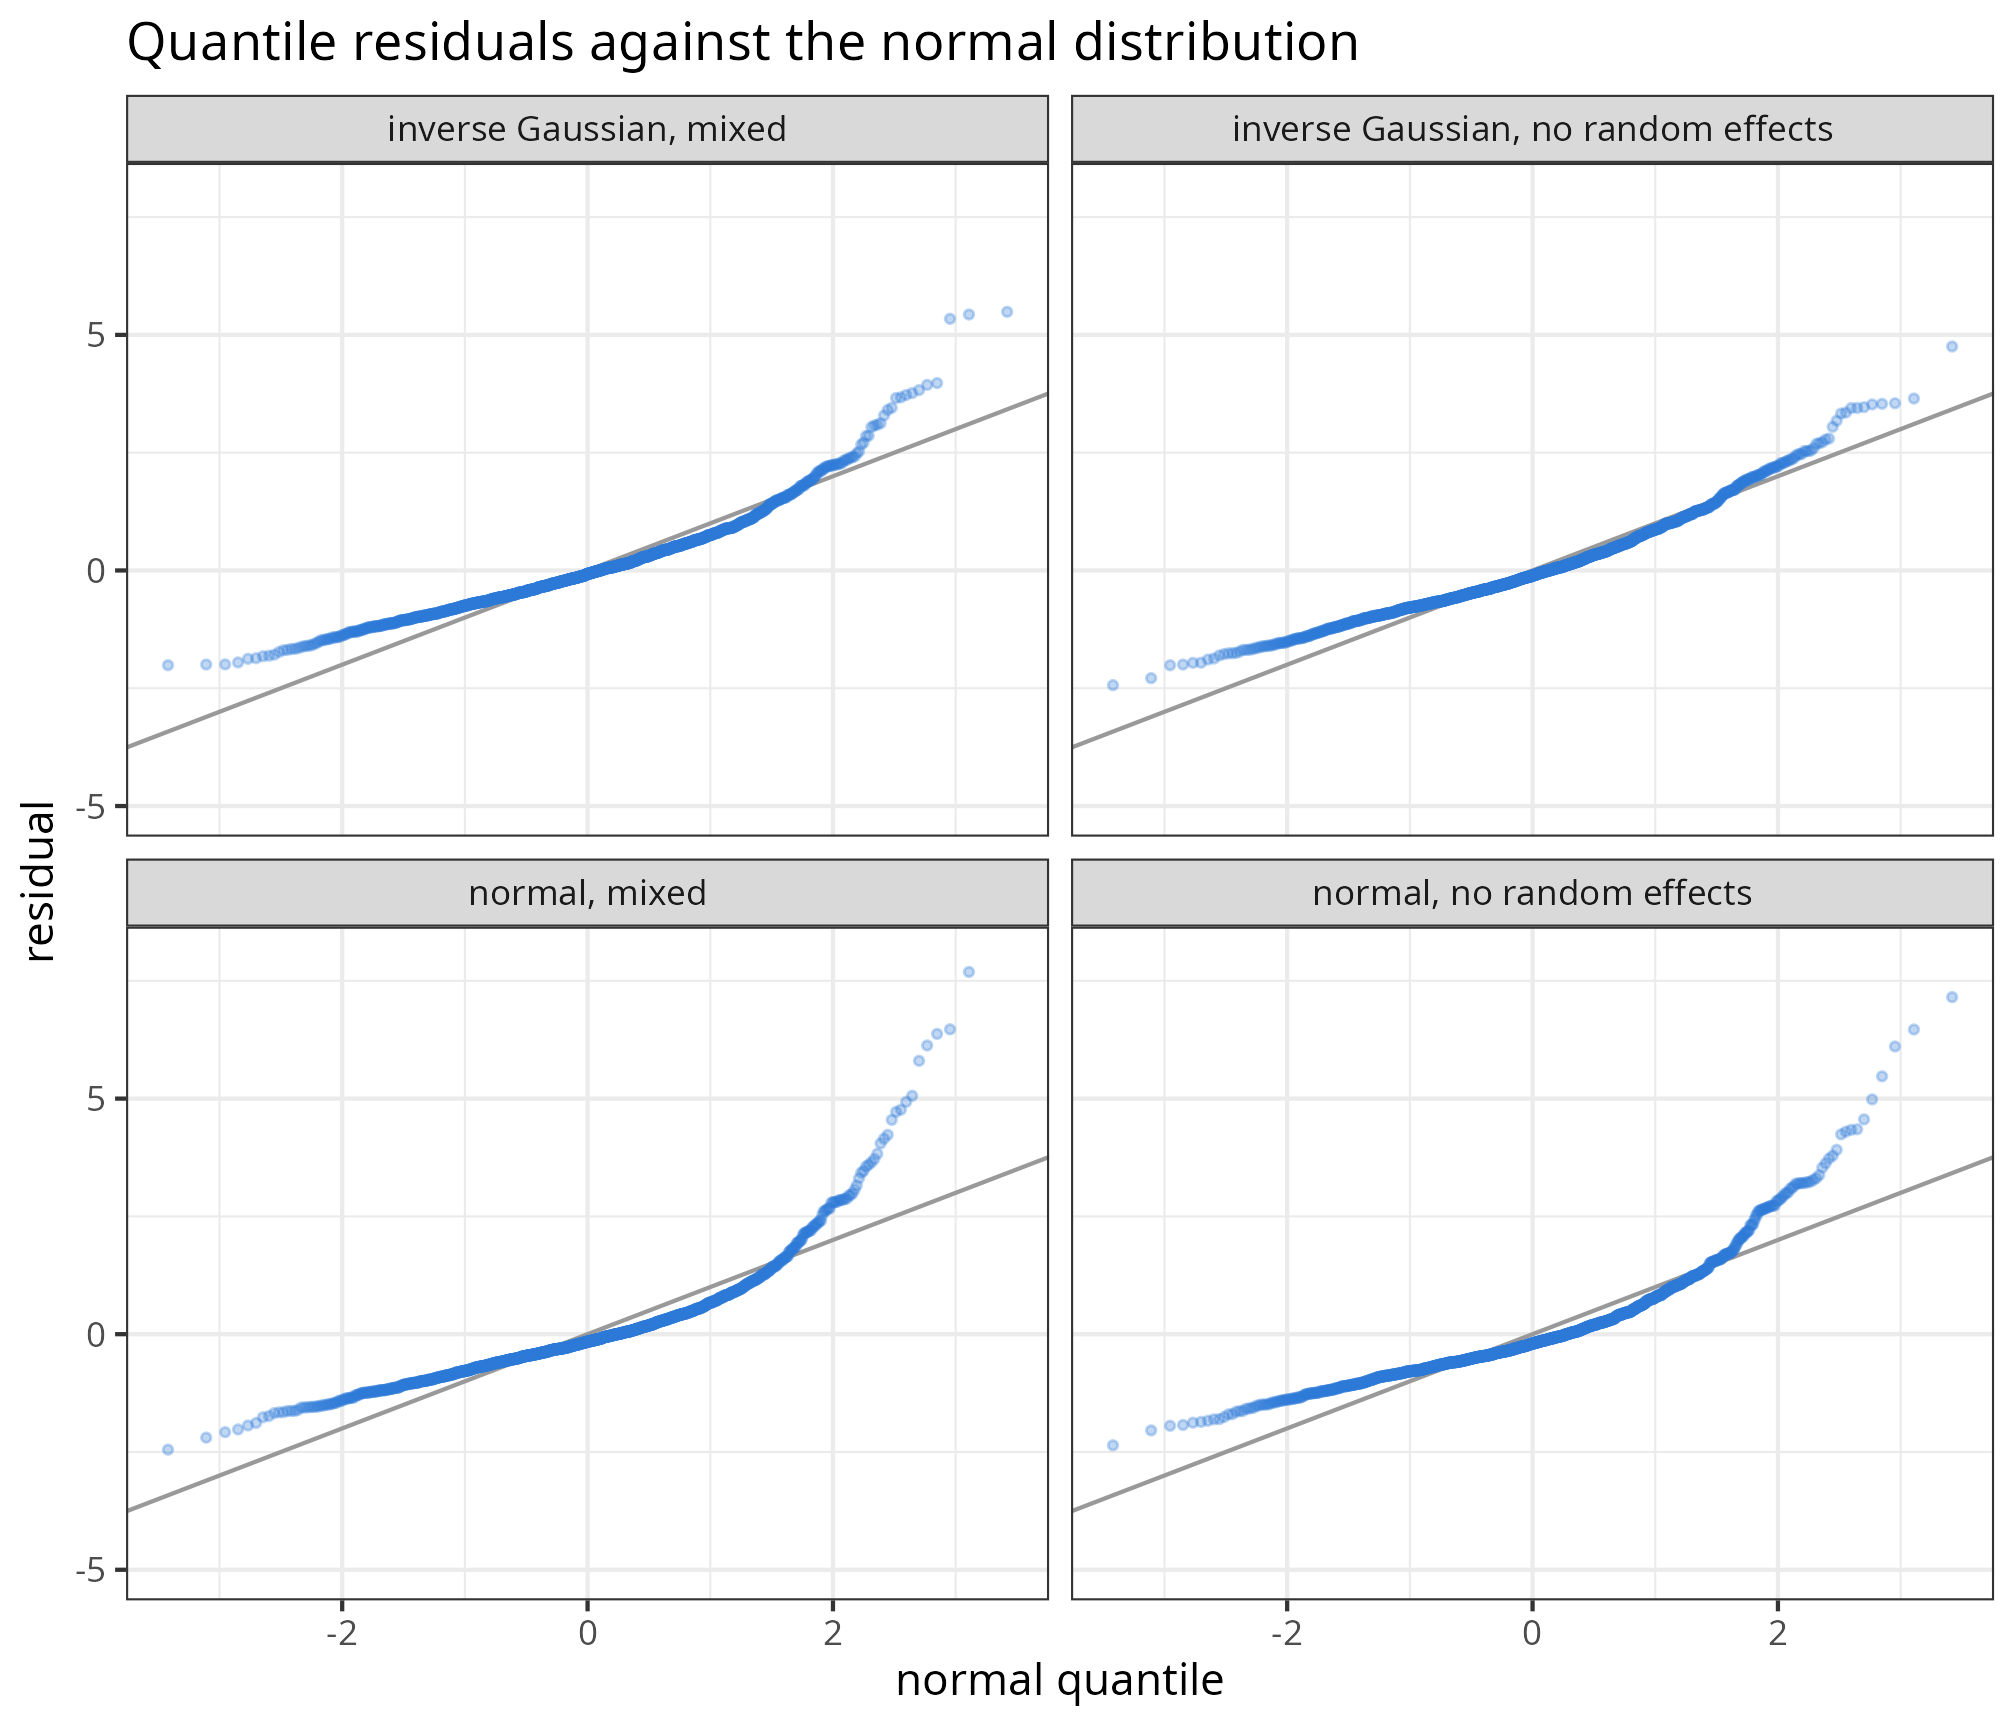 Quantile residuals against the normal distribution
inverse Gaussian, mixed
inverse Gaussian, no random effects
5
0
-5
residual
normal, mixed
normal, no random effects
5
0
-5
-2
0
2
-2
0
2
normal quantile